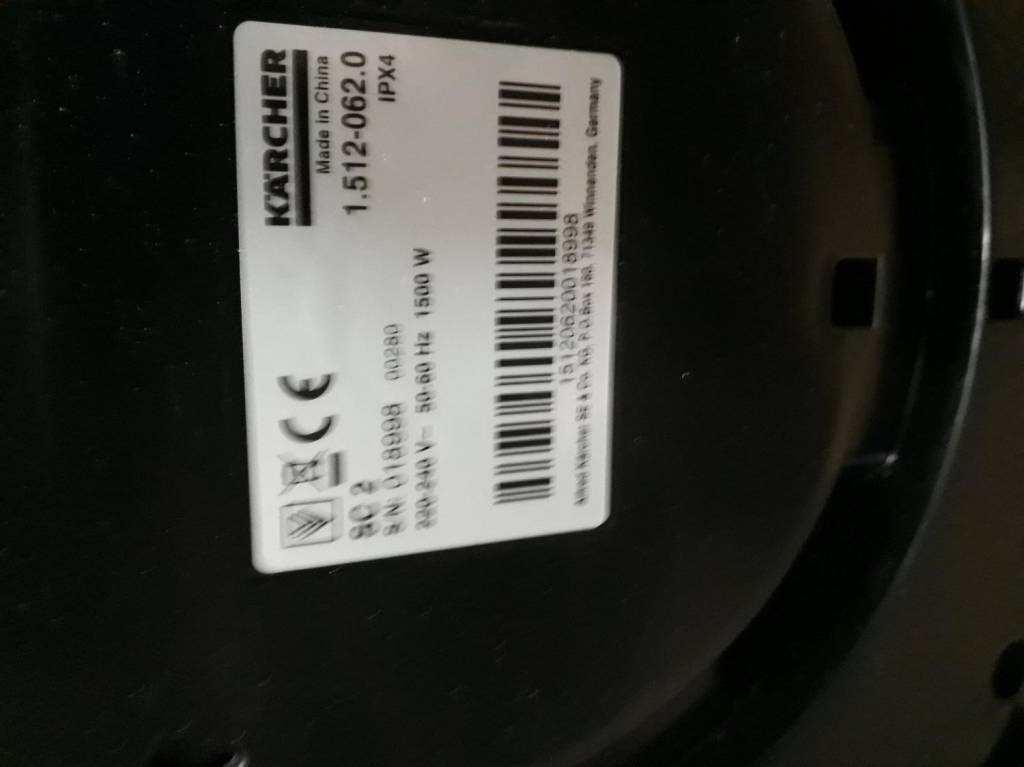 KÄRCHER
Made in China
SC 2
1.512-062.0
S.N: 018998 00280
IPX4
220-240 V~ 50-60 Hz 1500 W
15120620018998
Alfred Kärcher SE & Co. KG, P.O.Box 160, 71349 Winnenden, Germany